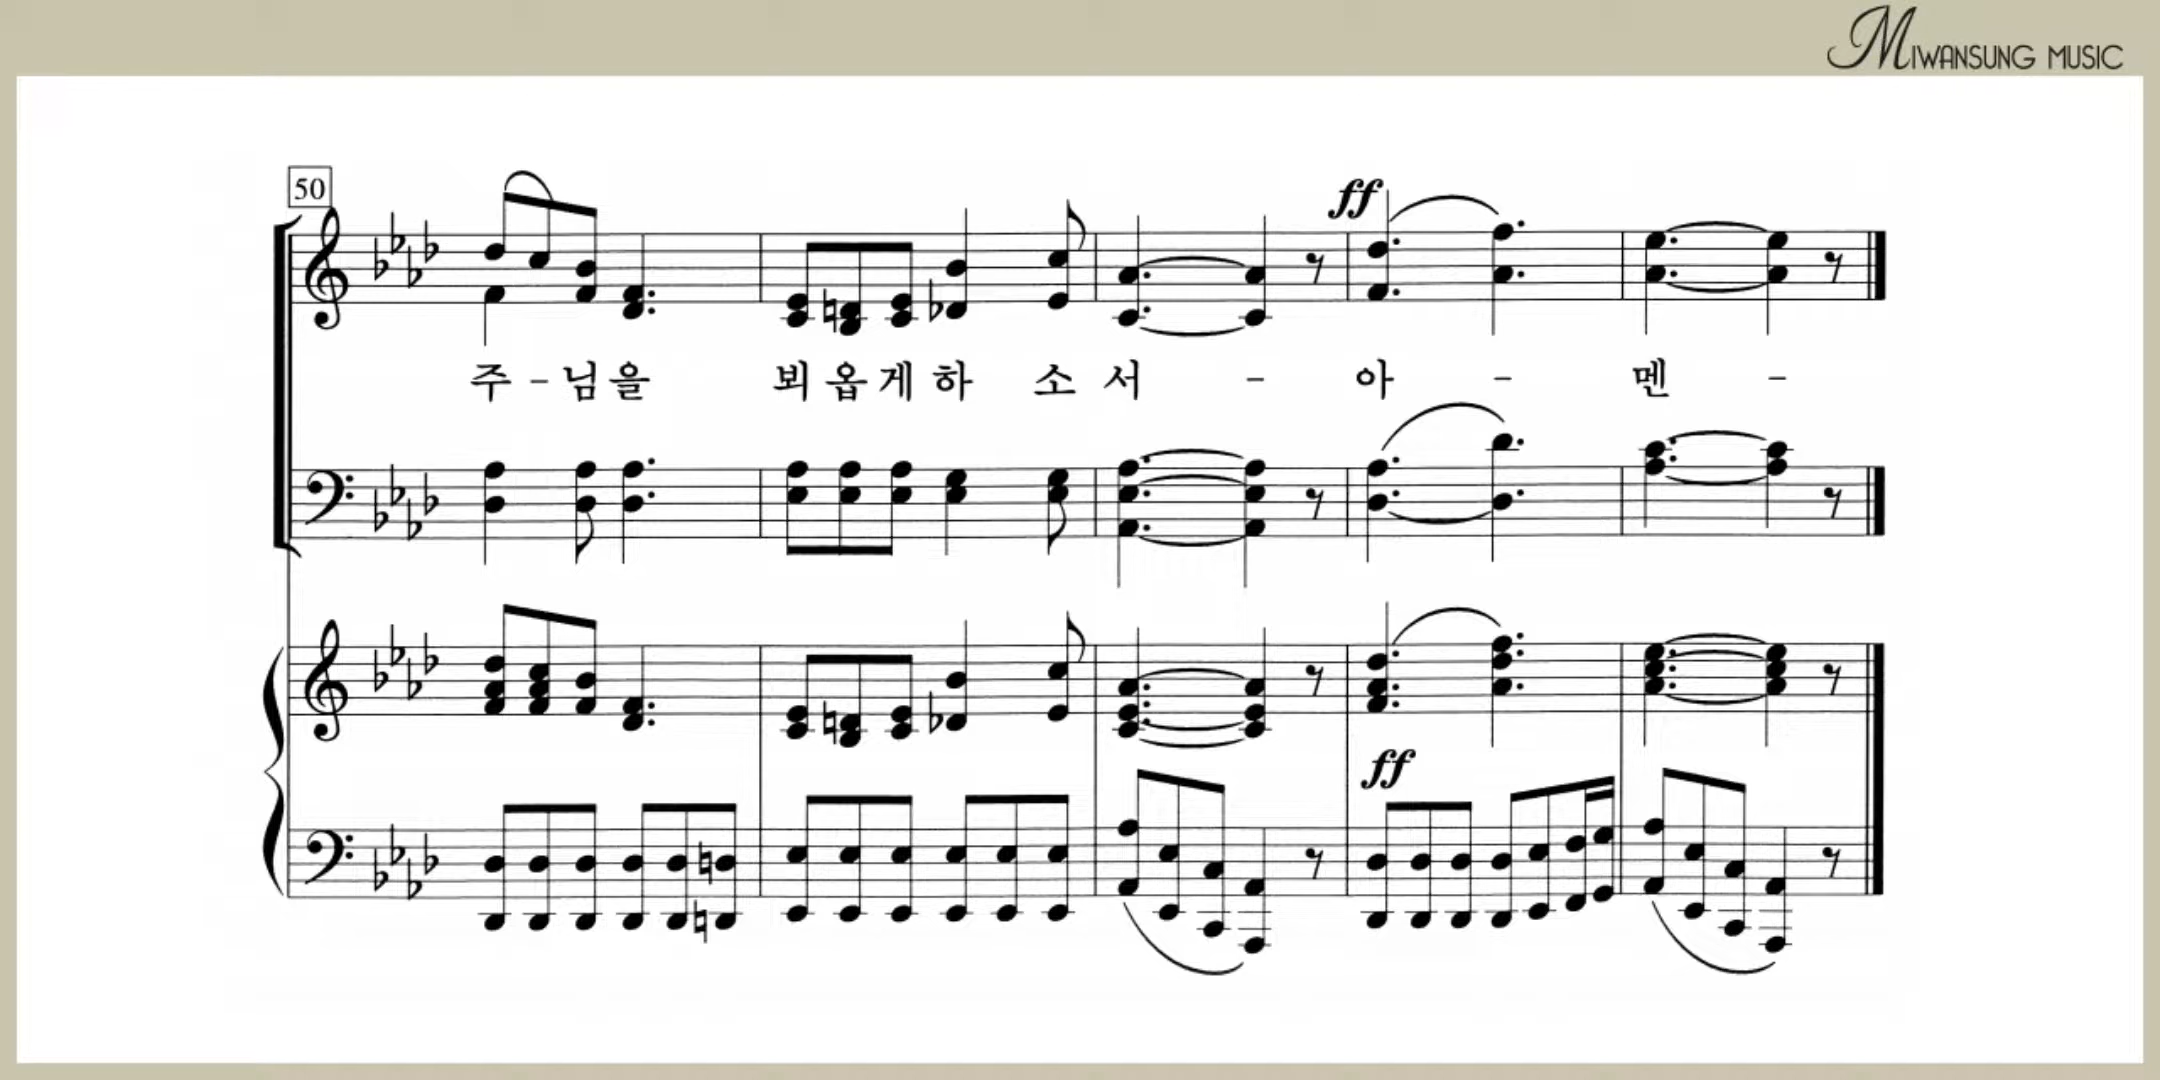 MIWANSUNG MUSIC
50
ff
주 - 님 을 뵈 옵 게 하 소 서 - 아 - 멘 -
ff